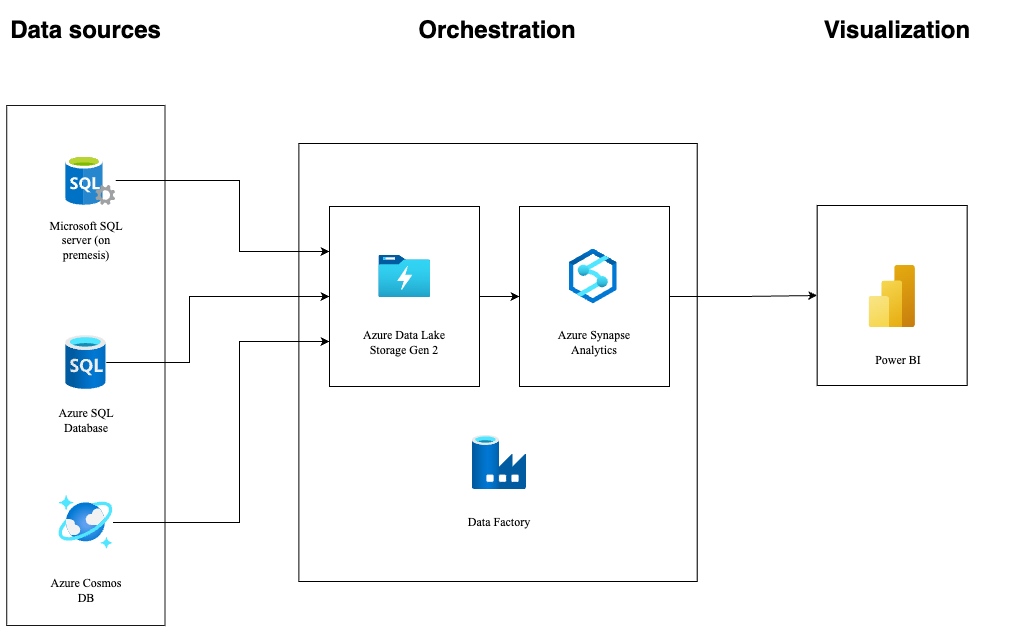 Data sources
Orchestration
Visualization
SQL
Microsoft SQL
server (on
premesis)
SQL
Azure SQL
Database
Azure Cosmos
DB
Azure Data Lake
Storage Gen 2
Azure Synapse
Analytics
Data Factory
Power BI